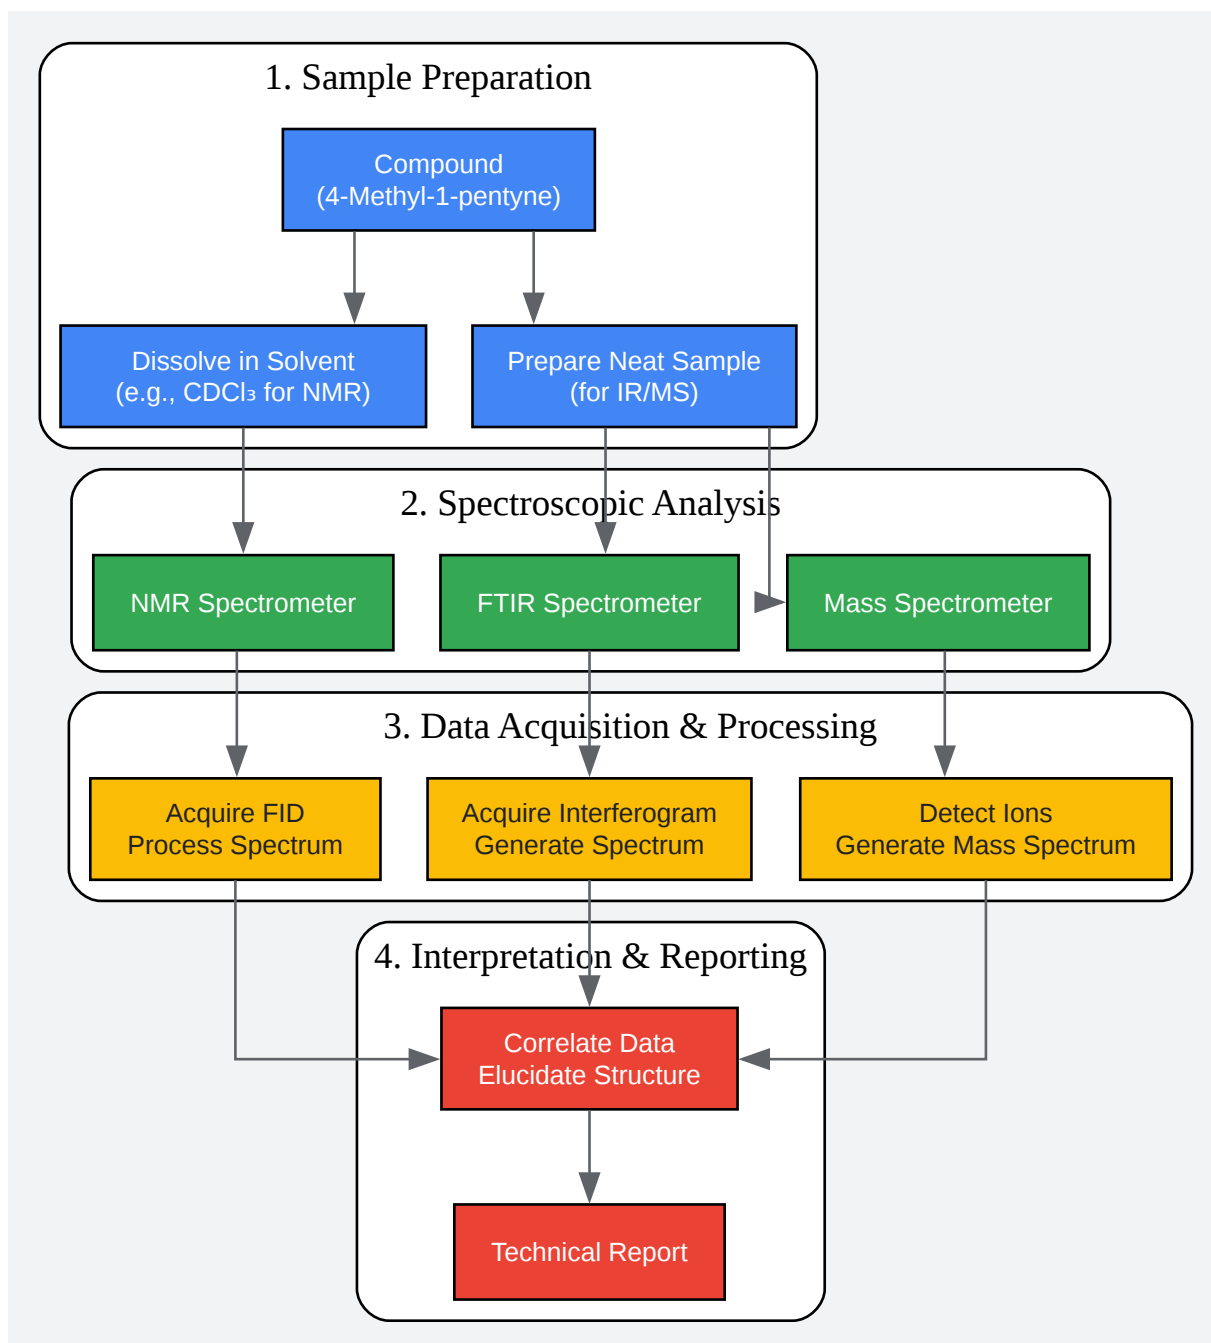 1. Sample Preparation
Compound
(4-Methyl-1-pentyne)
Dissolve in Solvent
(e.g., CDCl₃ for NMR)
Prepare Neat Sample
(for IR/MS)
2. Spectroscopic Analysis
NMR Spectrometer
FTIR Spectrometer
Mass Spectrometer
3. Data Acquisition & Processing
Acquire FID
Process Spectrum
Acquire Interferogram
Generate Spectrum
Detect Ions
Generate Mass Spectrum
4. Interpretation & Reporting
Correlate Data
Elucidate Structure
Technical Report